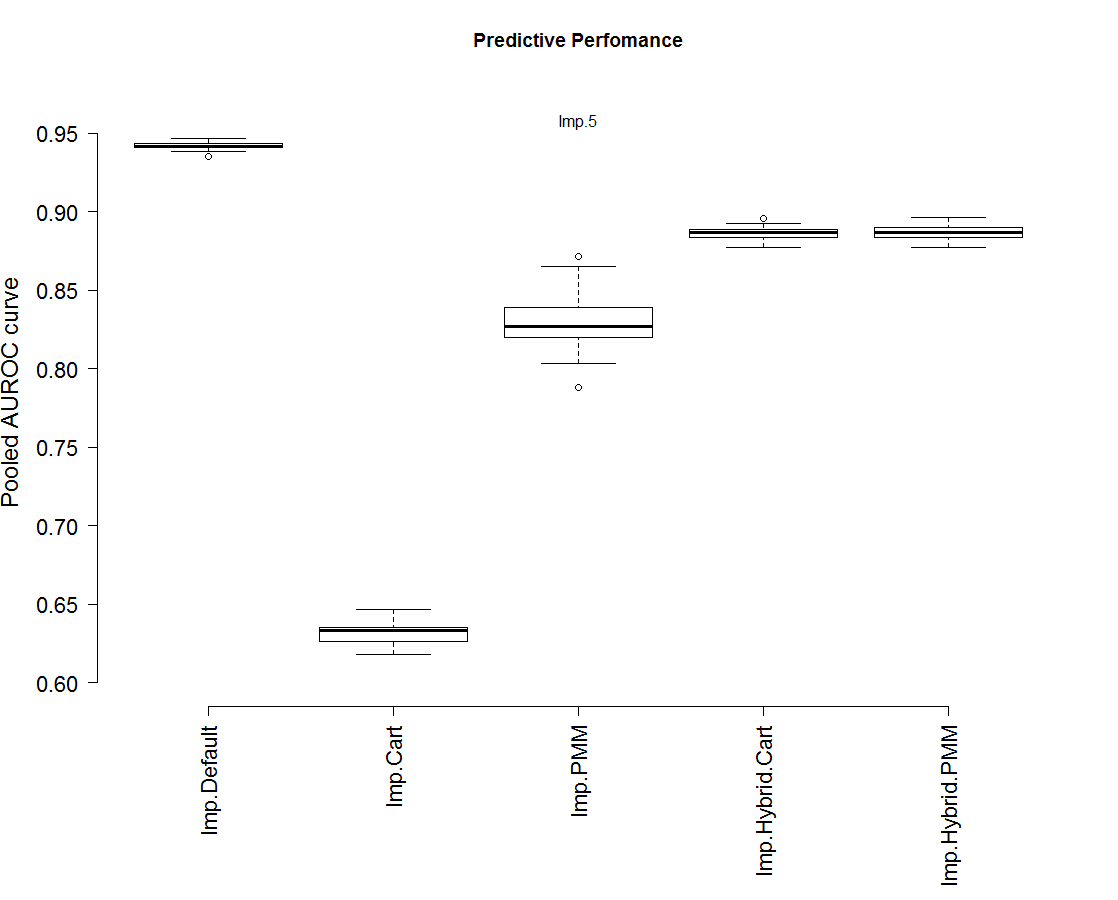 Predictive Perfomance
Imp.5
Pooled AUROC curve
0.95
0.90
0.85
0.80
0.75
0.70
0.65
0.60
Imp.Default
Imp.Cart
Imp.PMM
Imp.Hybrid.Cart
Imp.Hybrid.PMM